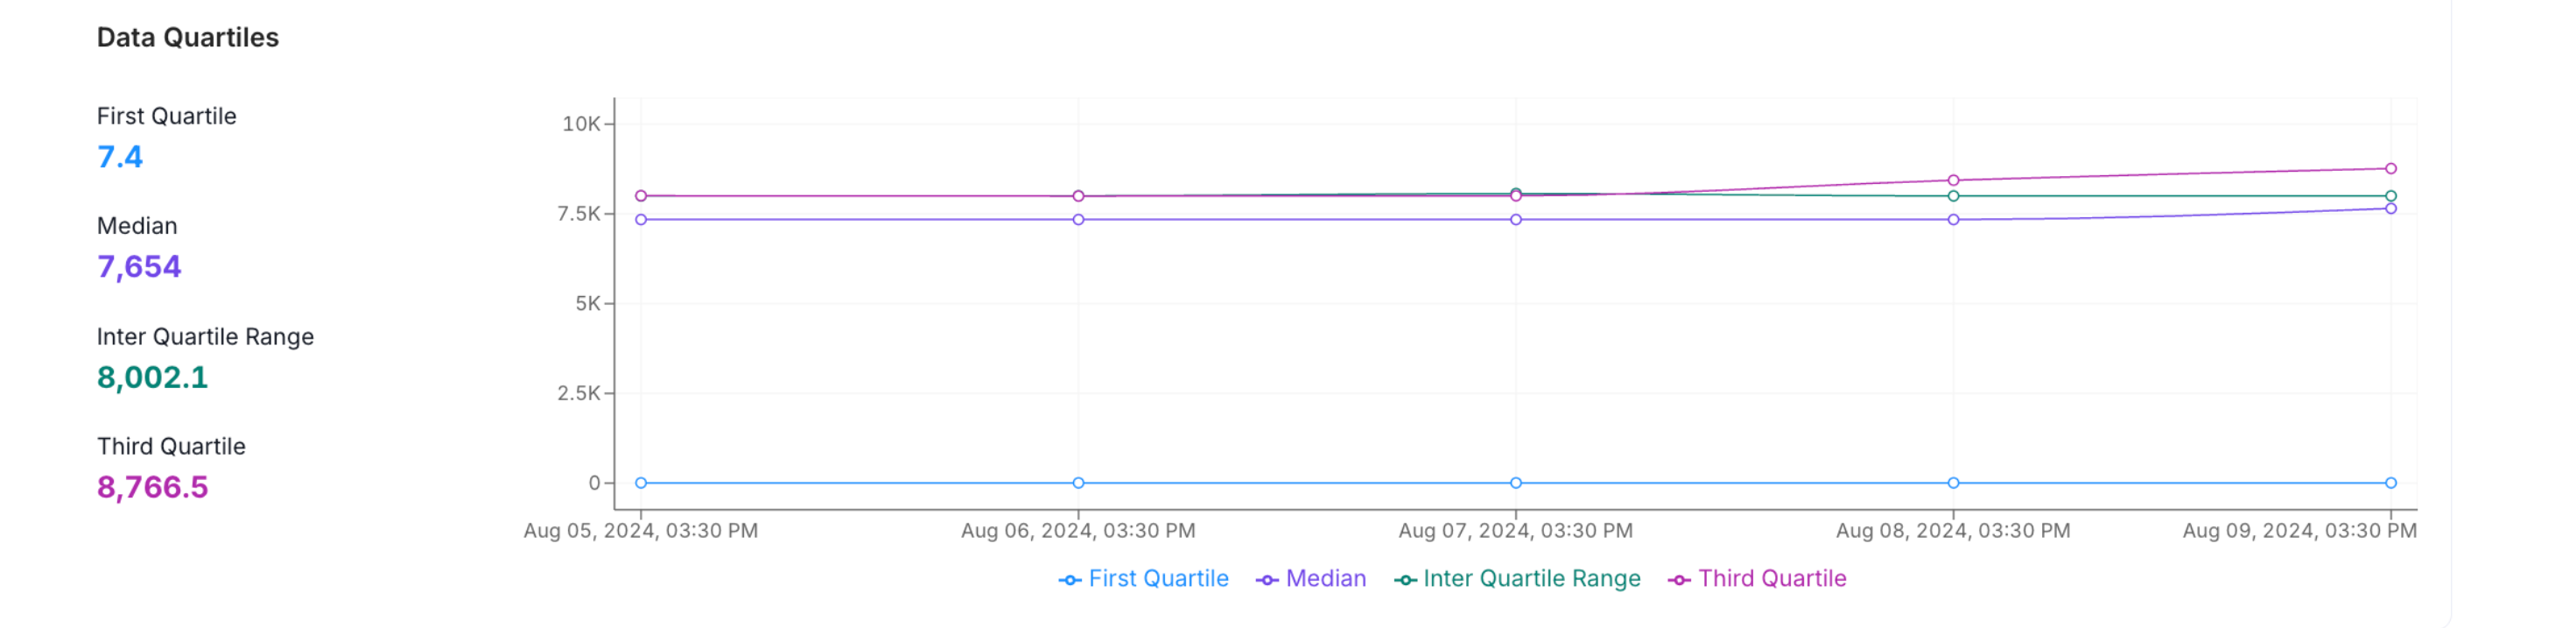 Data Quartiles
First Quartile
7.4
Median
7,654
Inter Quartile Range
8,002.1
Third Quartile
8,766.5
10K
7.5K
5K
2.5K
0
Aug 05, 2024, 03:30 PM
Aug 06, 2024, 03:30 PM
Aug 07, 2024, 03:30 PM
Aug 08, 2024, 03:30 PM
Aug 09, 2024, 03:30 PM
First Quartile
Median
Inter Quartile Range
Third Quartile